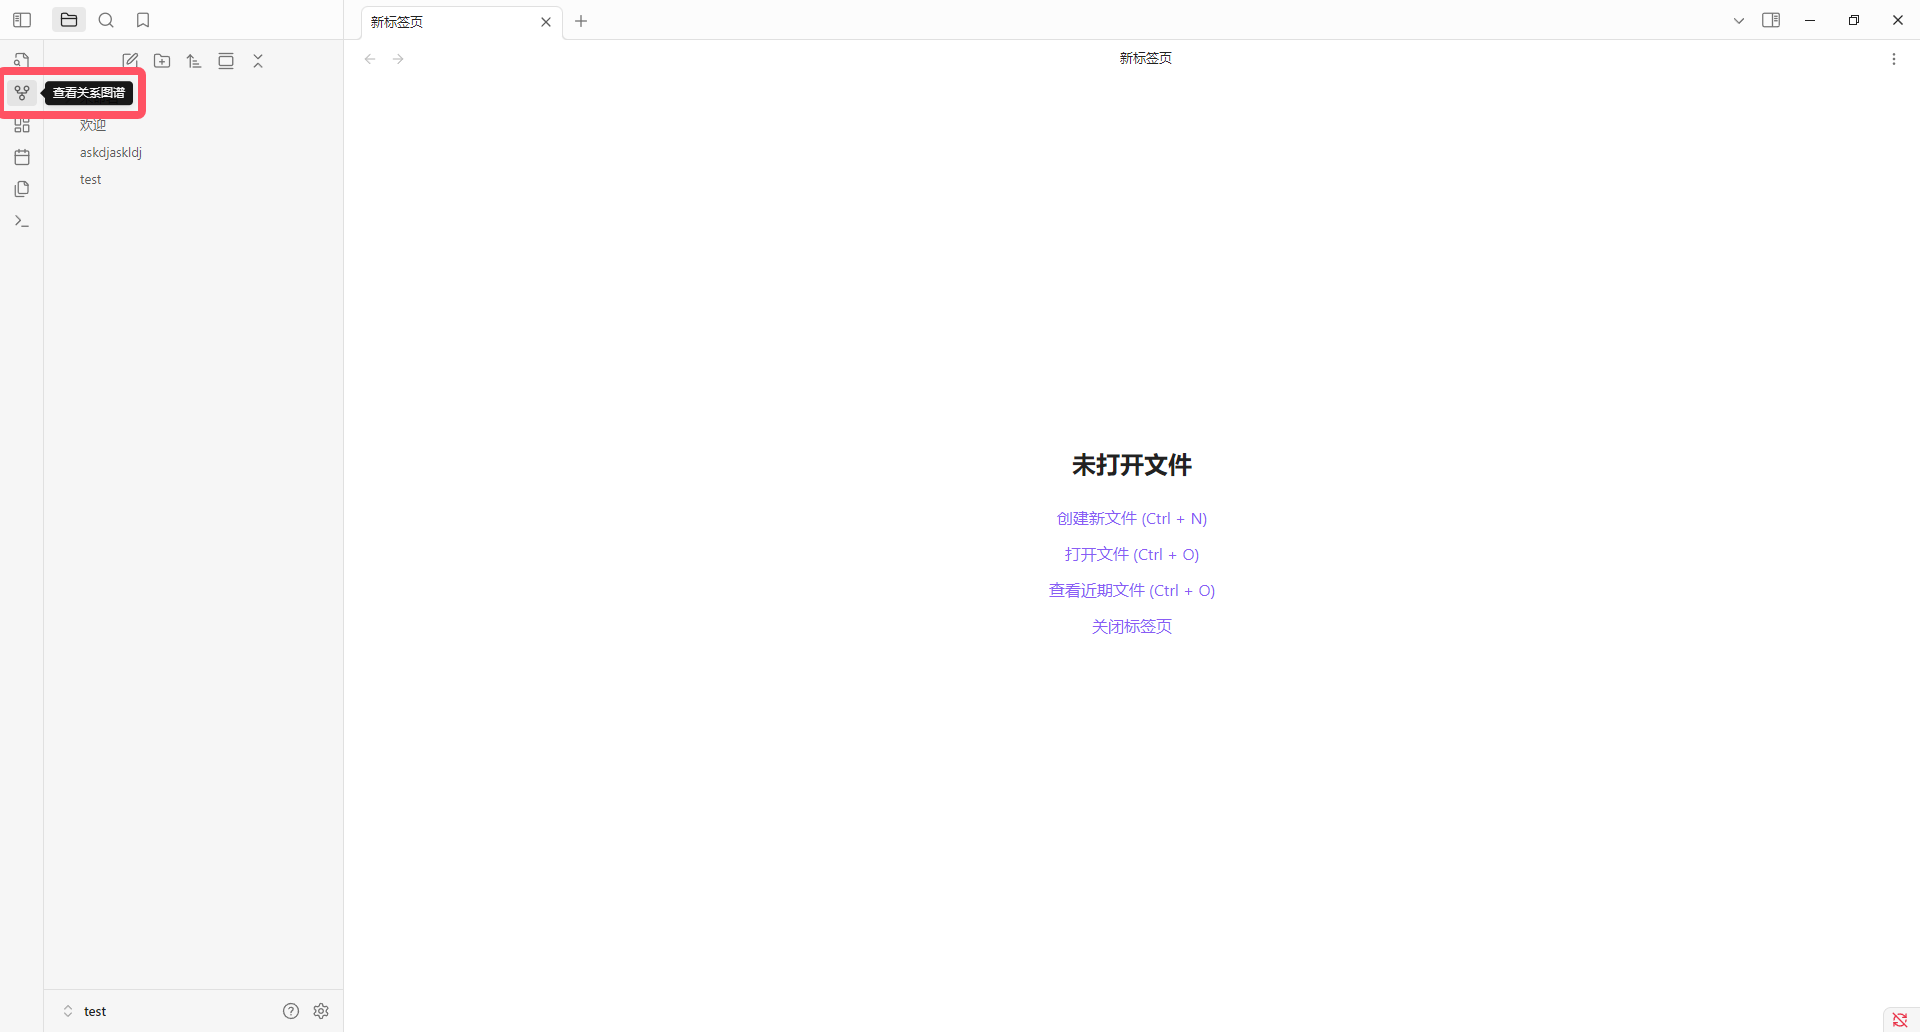 新标签页
新标签页
查看关系图谱
欢迎
askdjaskldj
test
未打开文件
创建新文件 (Ctrl + N)
打开文件 (Ctrl + O)
查看近期文件 (Ctrl + O)
关闭标签页
test